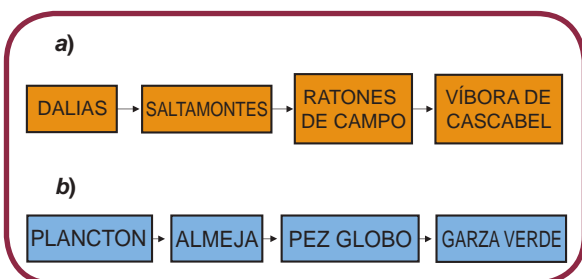 a)
DALIAS
SALTAMONTES
RATONES
DE CAMPO
VÍBORA DE
CASCABEL
b)
PLANCTON
ALMEJA
PEZ GLOBO
GARZA VERDE